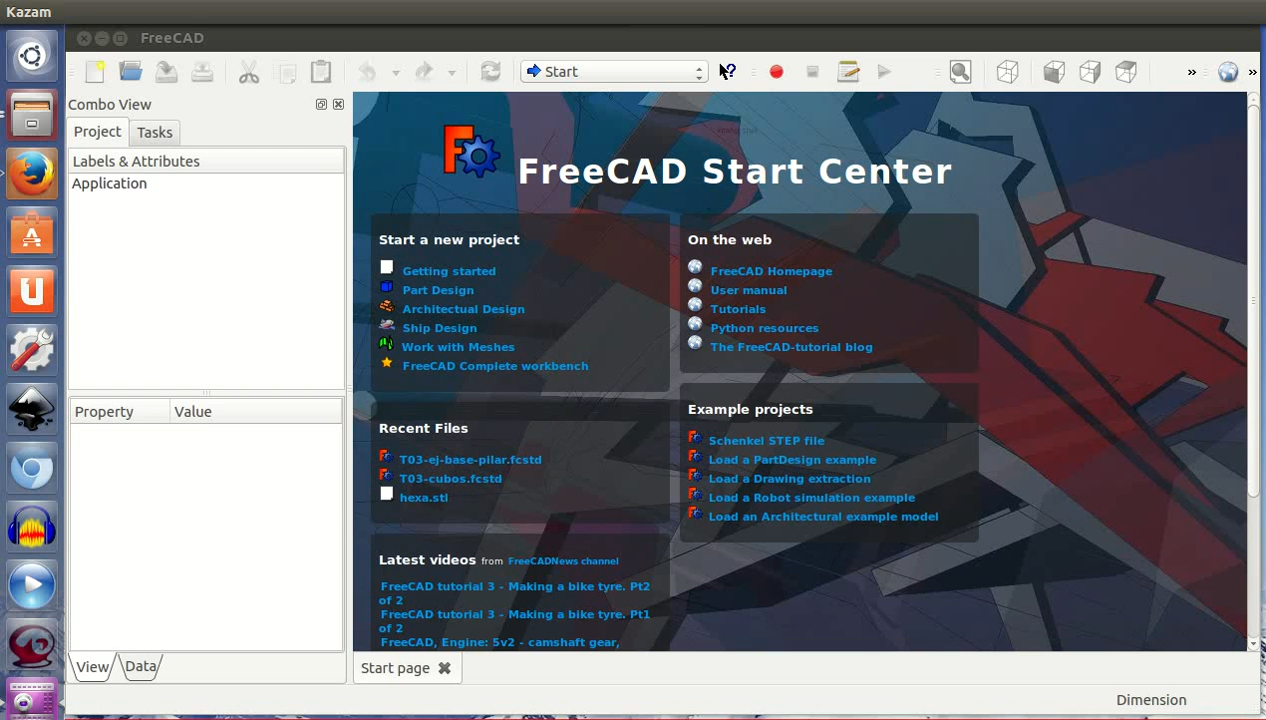 Kazam
FreeCAD
Start
Combo View
Project
Tasks
Labels & Attributes
Application
Property
Value
View
Data
FreeCAD Start Center
Start a new project
Getting started
Part Design
Architectual Design
Ship Design
Work with Meshes
FreeCAD Complete workbench
Recent Files
T03-ej-base-pilar.fcstd
T03-cubos.fcstd
hexa.stl
Latest videos from FreeCADNews channel
FreeCAD tutorial 3 - Making a bike tyre. Pt2
of 2
FreeCAD tutorial 3 - Making a bike tyre. Pt1
of 2
FreeCAD, Engine: 5v2 - camshaft gear,
On the web
FreeCAD Homepage
User manual
Tutorials
Python resources
The FreeCAD-tutorial blog
Example projects
Schenkel STEP file
Load a PartDesign example
Load a Drawing extraction
Load a Robot simulation example
Load an Architectural example model
Start page
Dimension